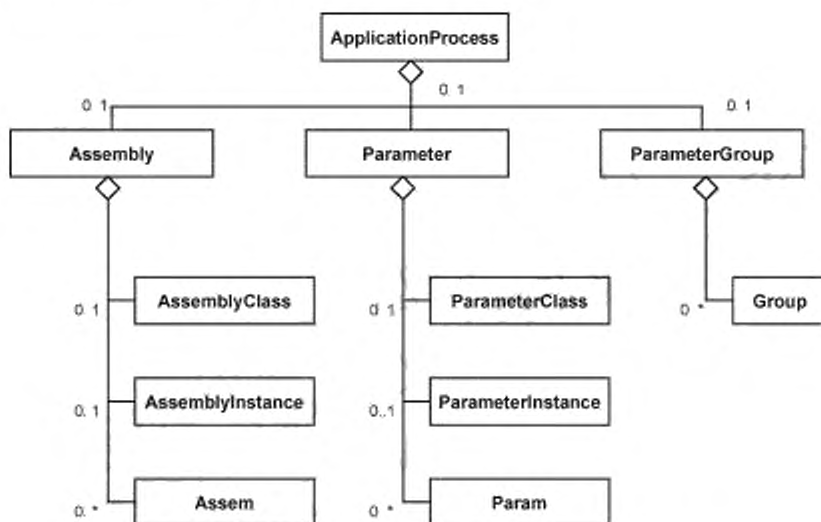 ApplicationProcess
0. 1
0. 1
0. 1
Assembly
Parameter
ParameterGroup
AssemblyClass
ParameterClass
Group
0. 1
0. 1
0 *
AssemblyInstance
ParameterInstance
0. 1
0..1
Assem
Param
0. *
0 *